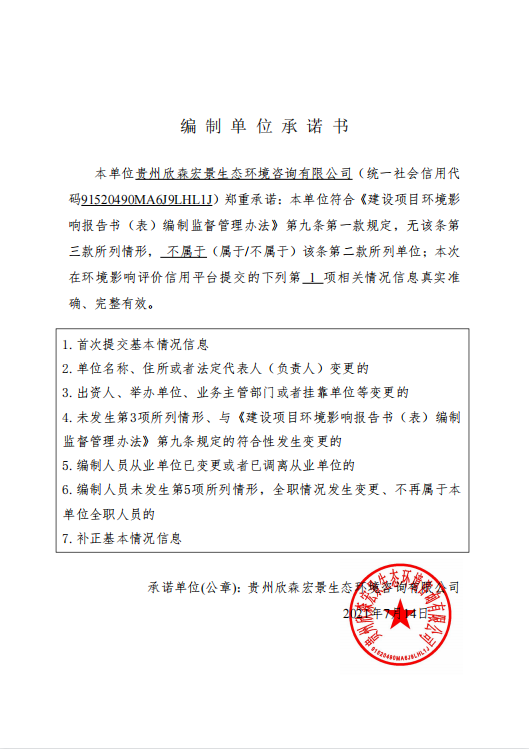 编制单位承诺书
本单位贵州欣森宏景生态环境咨询有限公司（统一社会信用代
码91520490MA6J9LHL1J）郑重承诺：本单位符合《建设项目环境影
响报告书（表）编制监督管理办法》第九条第一款规定，无该条第
三款所列情形，不属于（属于/不属于）该条第二款所列单位；本次
在环境影响评价信用平台提交的下列第 1 项相关情况信息真实准
确、完整有效。
1.首次提交基本情况信息
2.单位名称、住所或者法定代表人（负责人）变更的
3.出资人、举办单位、业务主管部门或者挂靠单位等变更的
4.未发生第3项所列情形、与《建设项目环境影响报告书（表）编制
监督管理办法》第九条规定的符合性发生变更的
5.编制人员从业单位已变更或者已调离从业单位的
6.编制人员未发生第5项所列情形，全职情况发生变更、不再属于本
单位全职人员的
7.补正基本情况信息
承诺单位(公章)：贵州欣森宏景生态环境咨询有限公司
2021年7月14日
贵州欣森宏景生态环境咨询有限公司
91520490MA6J9LHL1J